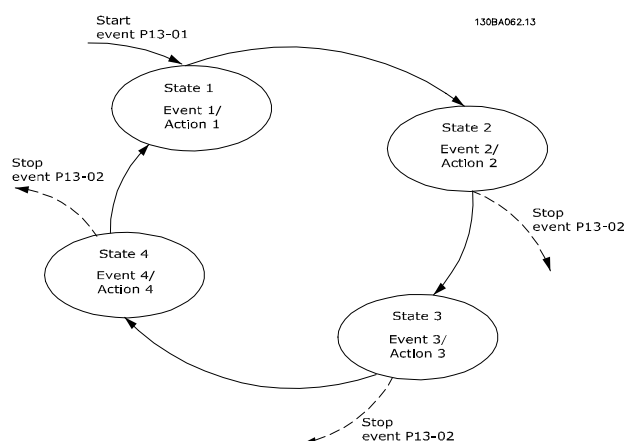 Start
event P13-01
130BA062.13
State 1
Event 1/
Action 1
State 2
Event 2/
Action 2
Stop
event P13-02
Stop
event P13-02
State 4
Event 4/
Action 4
State 3
Event 3/
Action 3
Stop
event P13-02